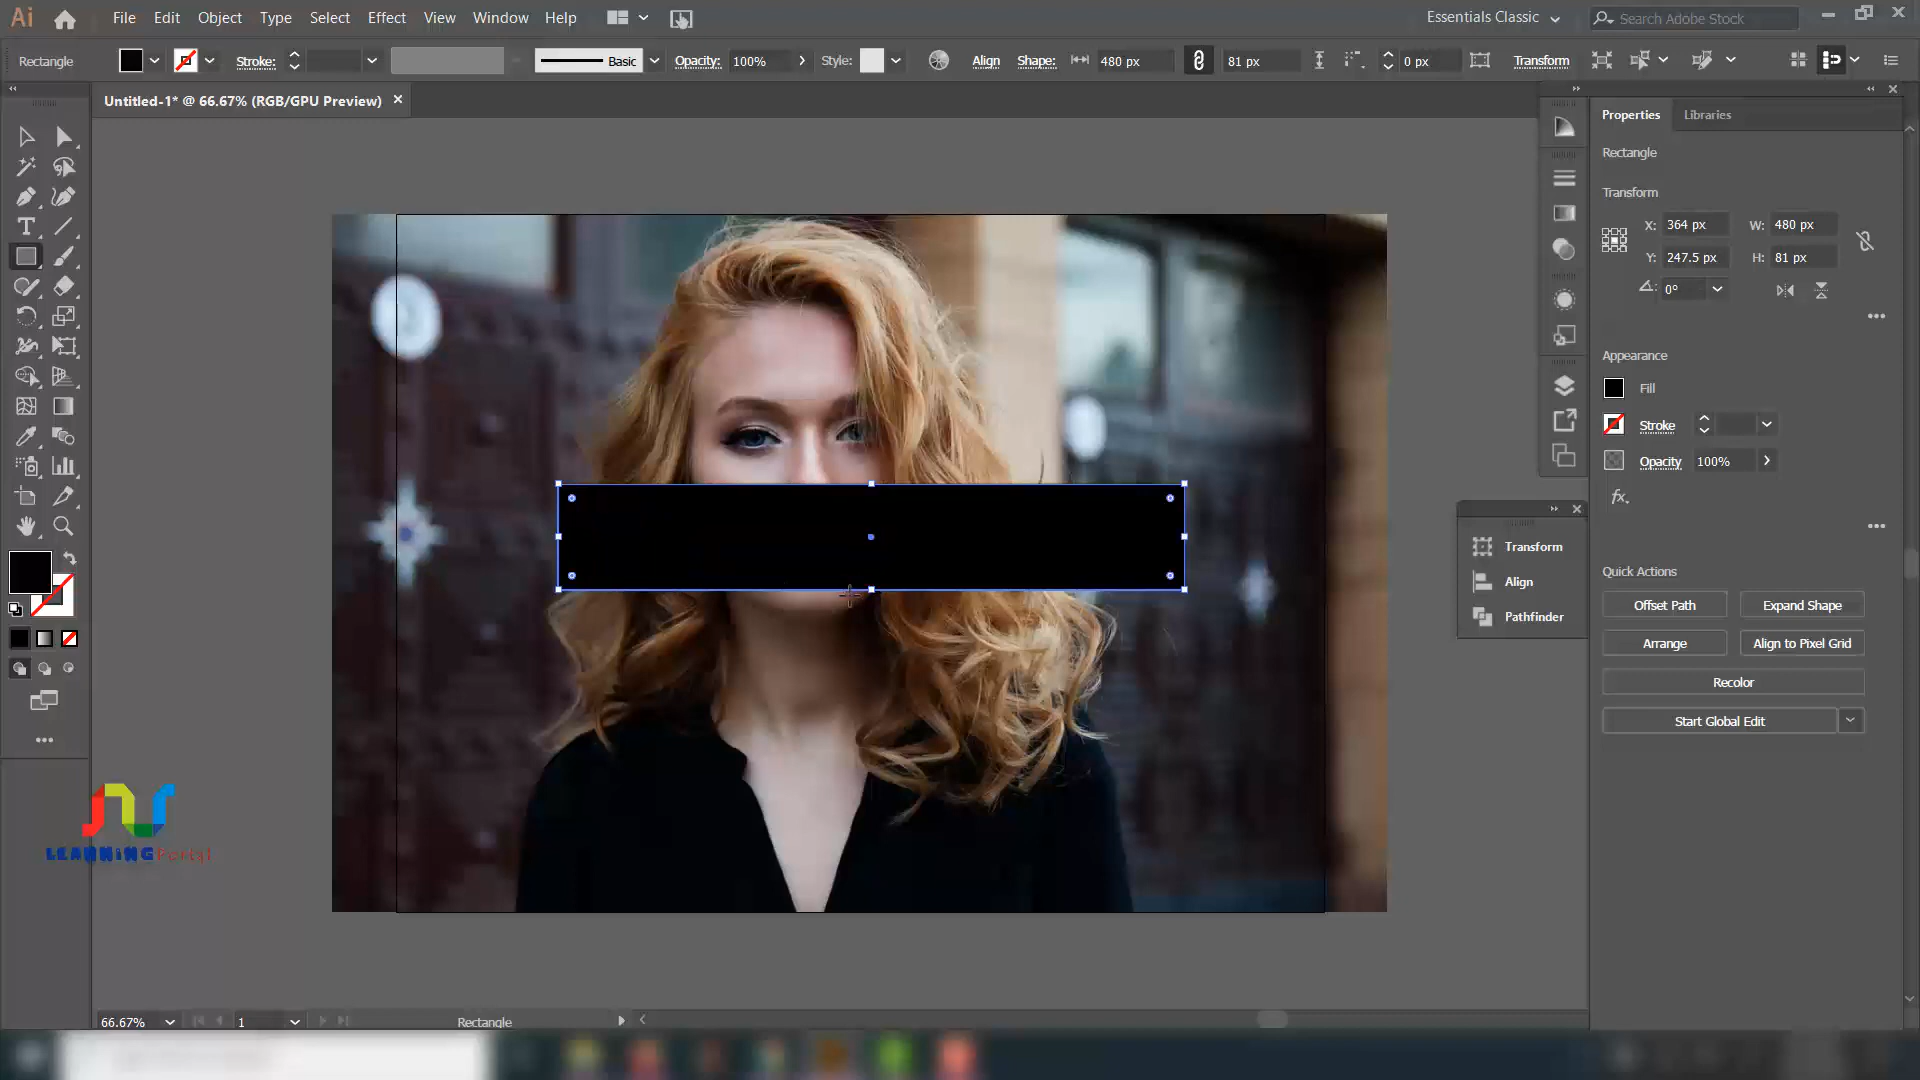 Ai File Edit Object Type Select Effect View Window Help Essentials Classic Search Adobe Stock
Rectangle Stroke: Basic Opacity: 100% Style: Align Shape: 480 px 81 px 0 px Transform
Untitled-1* @ 66.67% (RGB/GPU Preview)
Properties Libraries
Rectangle
Transform
X: 364 px W: 480 px
Y: 247.5 px H: 81 px
0°
Appearance
Fill
Stroke
Opacity 100%
fx.
Transform
Align
Pathfinder
Quick Actions
Offset Path Expand Shape
Arrange Align to Pixel Grid
Recolor
Start Global Edit
LEARNING Portal
66.67% 1 Rectangle